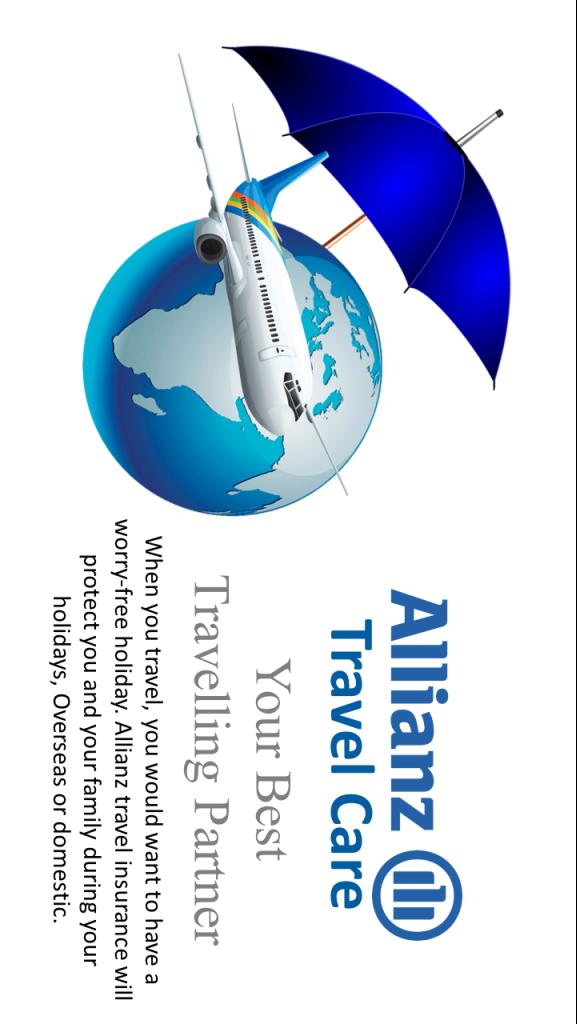 Allianz
Travel Care
Your Best
Travelling Partner
When you travel, you would want to have a
worry-free holiday. Allianz travel insurance will
protect you and your family during your
holidays, Overseas or domestic.